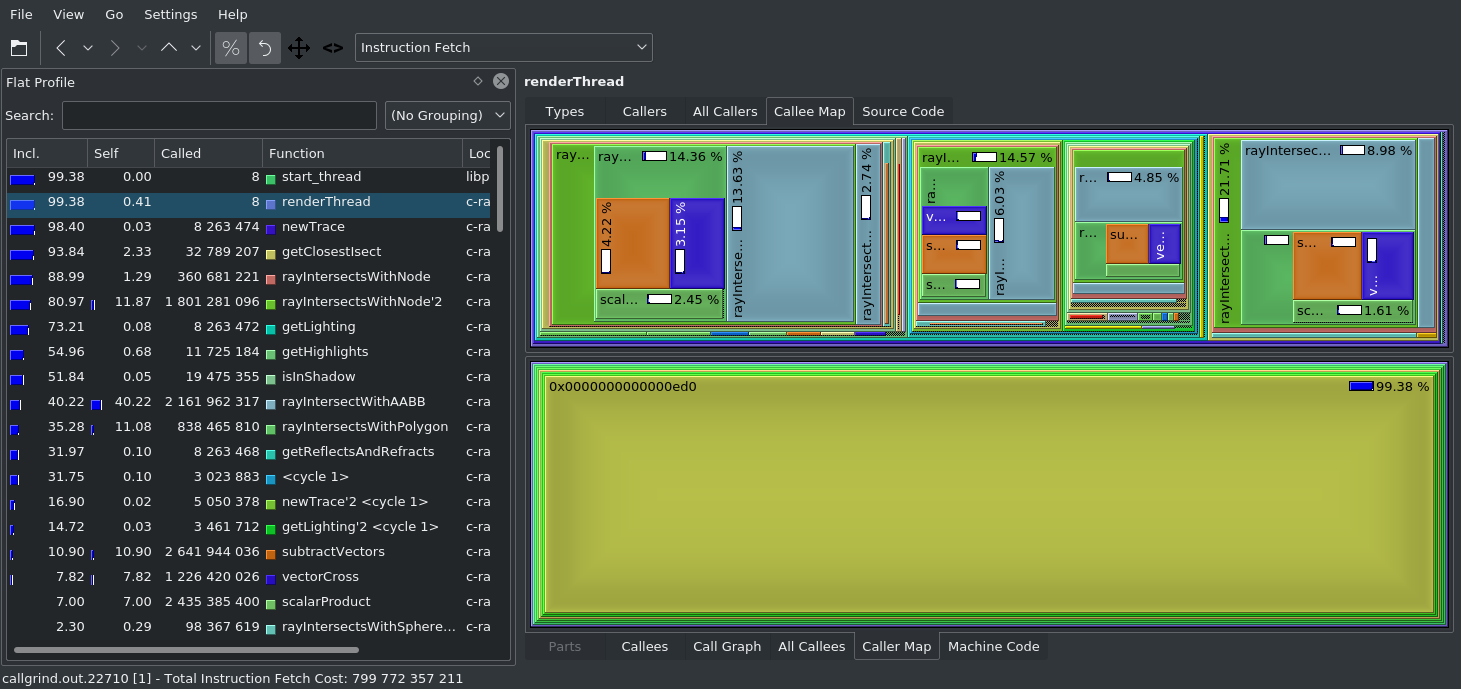 File View Go Settings Help
% <> Instruction Fetch
Flat Profile
Search: (No Grouping)
Incl. Self Called Function Loc
99.38 0.00 8 start_thread libp
99.38 0.41 8 renderThread c-ra
98.40 0.03 8 263 474 newTrace c-ra
93.84 2.33 32 789 207 getClosestIsect c-ra
88.99 1.29 360 681 221 rayIntersectsWithNode c-ra
80.97 11.87 1 801 281 096 rayIntersectsWithNode'2 c-ra
73.21 0.08 8 263 472 getLighting c-ra
54.96 0.68 11 725 184 getHighlights c-ra
51.84 0.05 19 475 355 isInShadow c-ra
40.22 40.22 2 161 962 317 rayIntersectWithAABB c-ra
35.28 11.08 838 465 810 rayIntersectsWithPolygon c-ra
31.97 0.10 8 263 468 getReflectsAndRefracts c-ra
31.75 0.10 3 023 883 <cycle 1> c-ra
16.90 0.02 5 050 378 newTrace'2 <cycle 1> c-ra
14.72 0.03 3 461 712 getLighting'2 <cycle 1> c-ra
10.90 10.90 2 641 944 036 subtractVectors c-ra
7.82 7.82 1 226 420 026 vectorCross c-ra
7.00 7.00 2 435 385 400 scalarProduct c-ra
2.30 0.29 98 367 619 rayIntersectsWithSphere... c-ra
renderThread
Types Callers All Callers Callee Map Source Code
ray...
ray... 14.36 %
4.22 %
3.15 %
scal... 2.45 %
rayInterse... 13.63 %
rayIntersect... 2.74 %
rayI... 14.57 %
ra...
v...
s...
s...
rayI... 6.03 %
r... 4.85 %
r...
su...
ve...
rayIntersect... 21.71 %
rayIntersec... 8.98 %
s...
v...
sc... 1.61 %
0x0000000000000ed0 99.38 %
Parts Callees Call Graph All Callees Caller Map Machine Code
callgrind.out.22710 [1] - Total Instruction Fetch Cost: 799 772 357 211